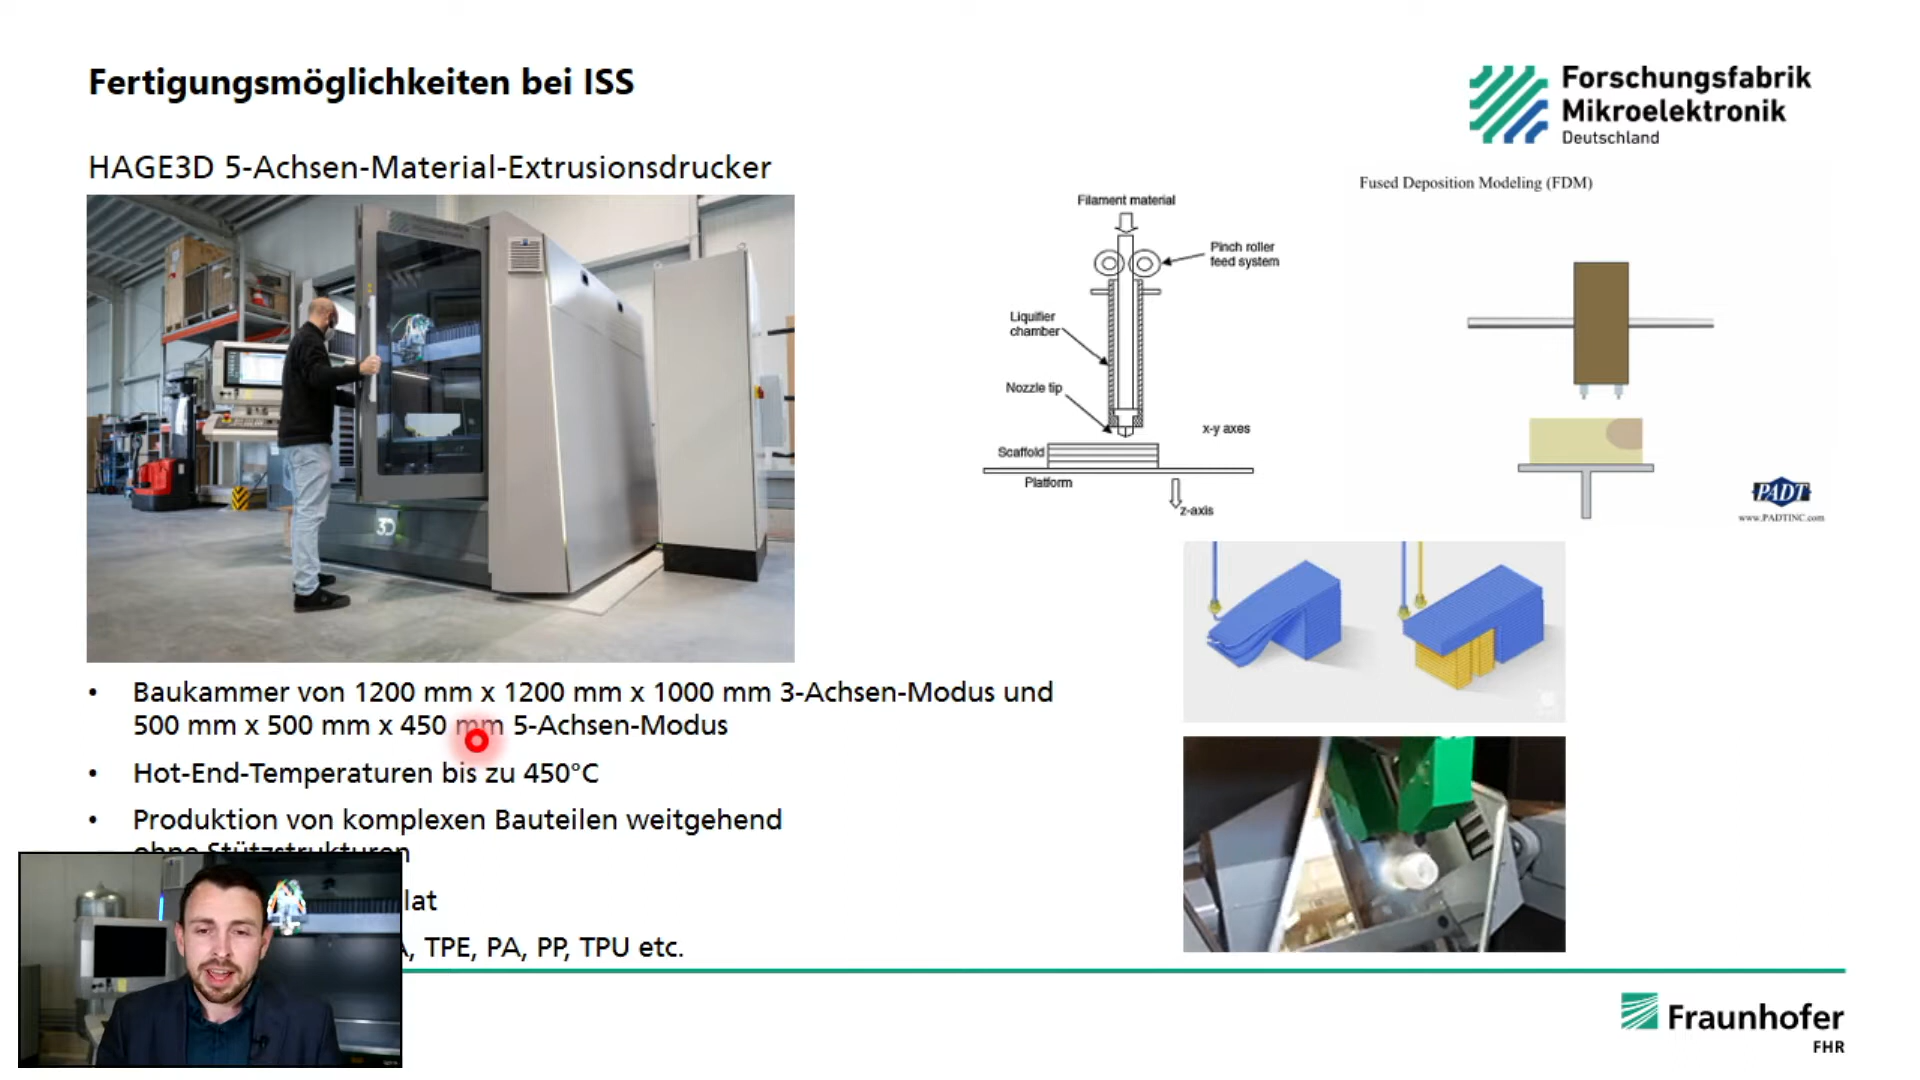 Fertigungsmöglichkeiten bei ISS
Forschungsfabrik
Mikroelektronik
Deutschland
HAGE3D 5-Achsen-Material-Extrusionsdrucker
3D
Fused Deposition Modeling (FDM)
Filament material
Pinch roller
feed system
Liquifier
chamber
Nozzle tip
x-y axes
Scaffold
Platform
z-axis
PADT
www.PADTINC.com
• Baukammer von 1200 mm x 1200 mm x 1000 mm 3-Achsen-Modus und
500 mm x 500 mm x 450 mm 5-Achsen-Modus
• Hot-End-Temperaturen bis zu 450°C
• Produktion von komplexen Bauteilen weitgehend
ohne Stützstrukturen
lat
, TPE, PA, PP, TPU etc.
Fraunhofer
FHR